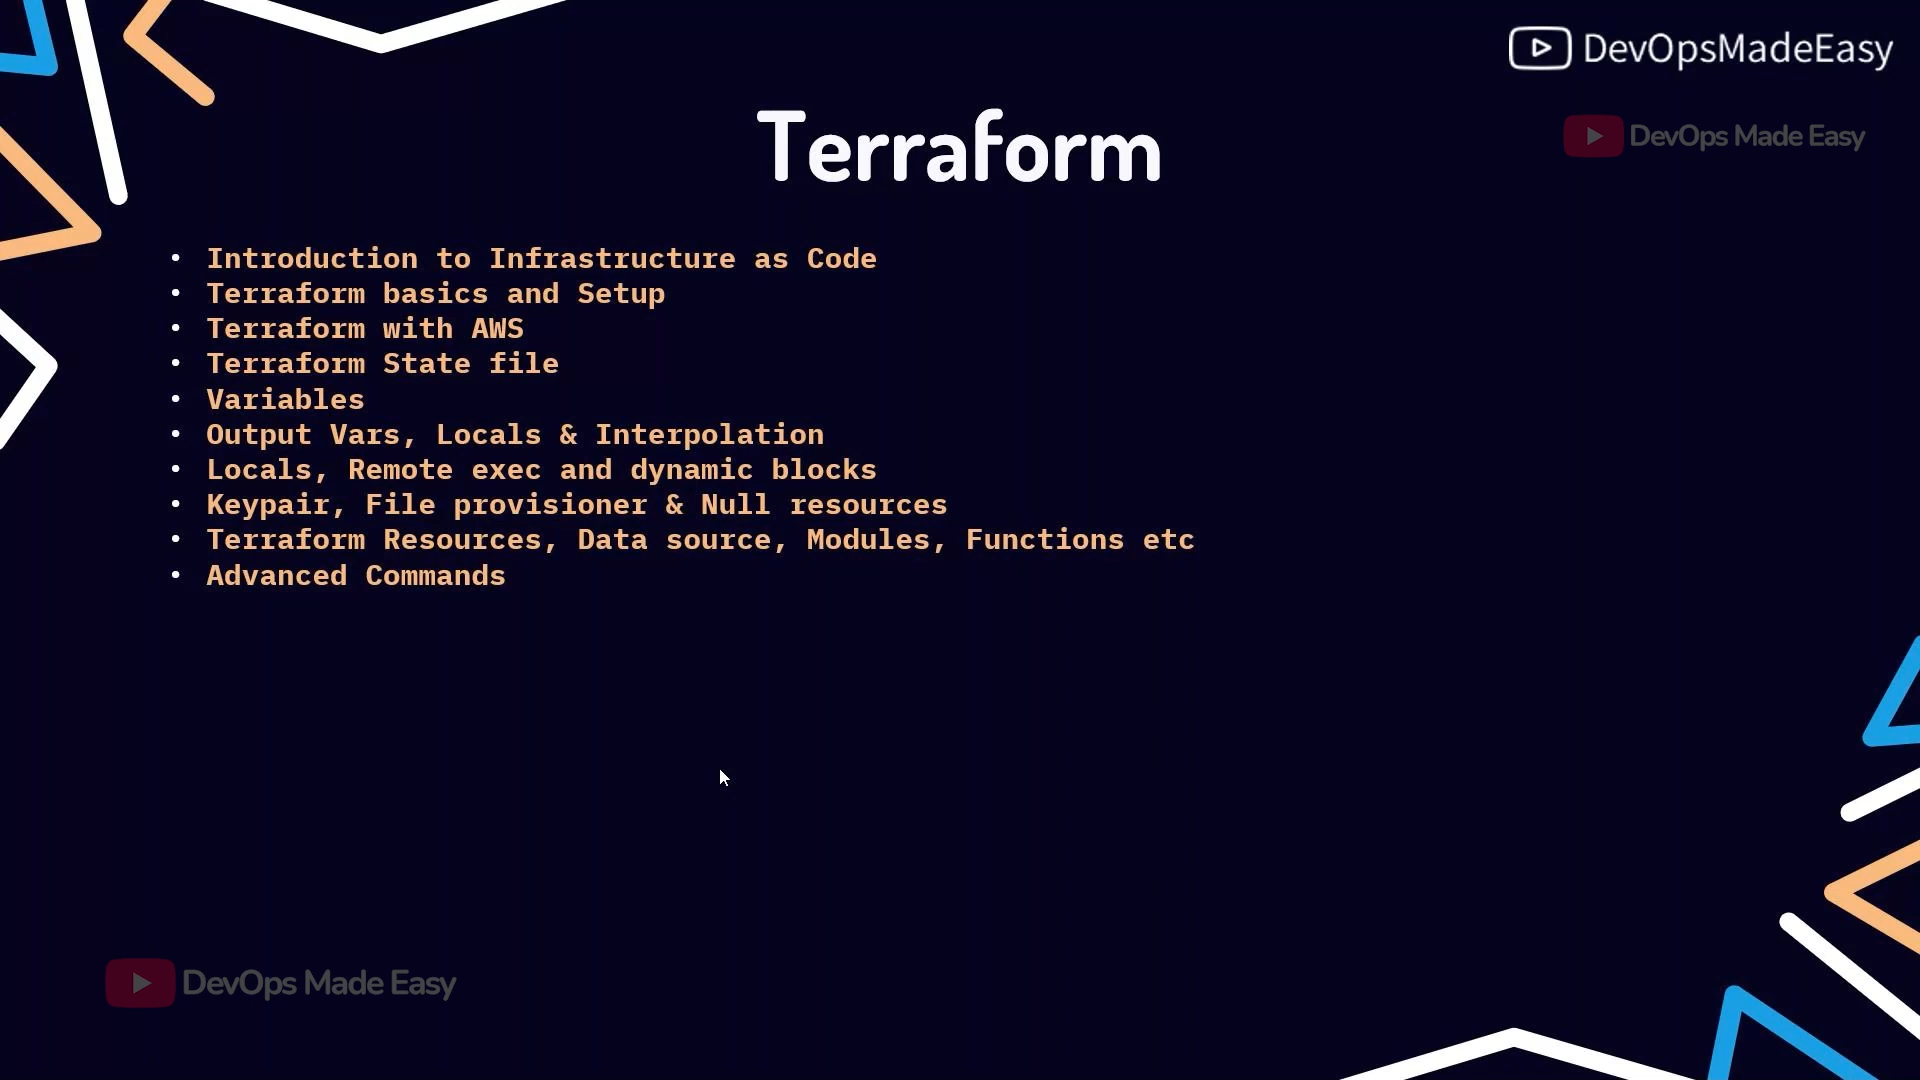 DevOpsMadeEasy
DevOps Made Easy
Terraform
• Introduction to Infrastructure as Code
• Terraform basics and Setup
• Terraform with AWS
• Terraform State file
• Variables
• Output Vars, Locals & Interpolation
• Locals, Remote exec and dynamic blocks
• Keypair, File provisioner & Null resources
• Terraform Resources, Data source, Modules, Functions etc
• Advanced Commands
DevOps Made Easy